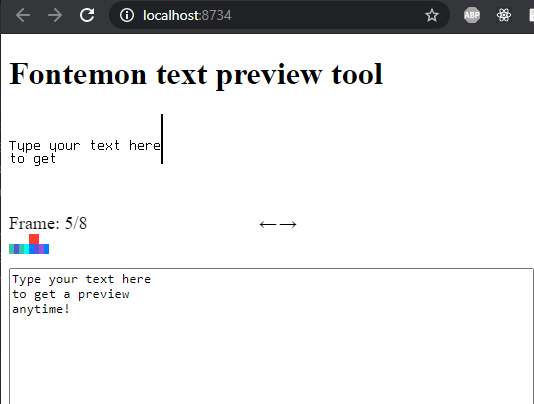 localhost:8734
ABP
Fontemon text preview tool
Type your text here
to get
Frame: 5/8
←→
Type your text here
to get a preview
anytime!